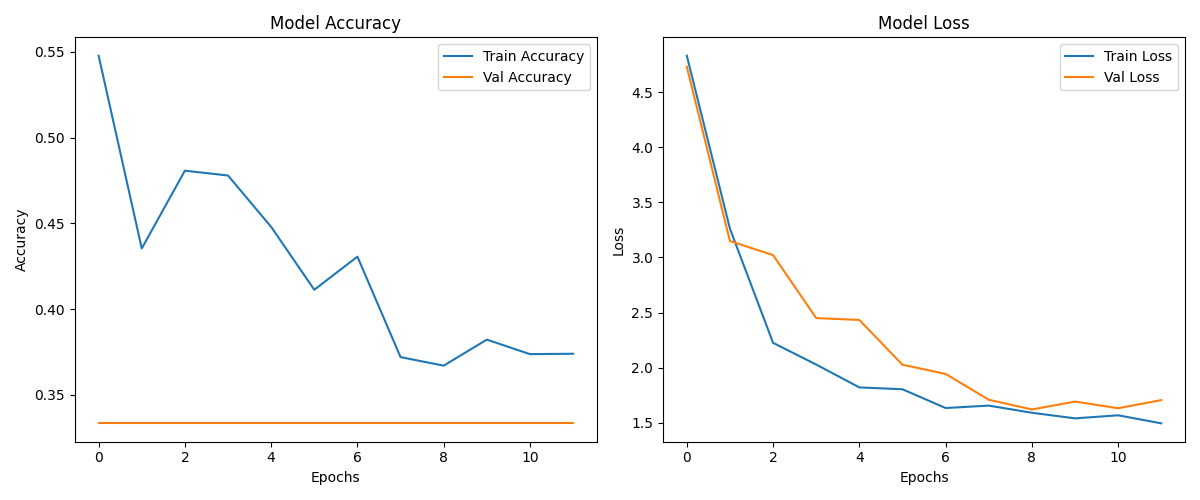 Model Accuracy
Train Accuracy
Val Accuracy
0.55
0.50
0.45
0.40
0.35
Accuracy
0 2 4 6 8 10
Epochs
Model Loss
Train Loss
Val Loss
4.5
4.0
3.5
3.0
2.5
2.0
1.5
Loss
0 2 4 6 8 10
Epochs